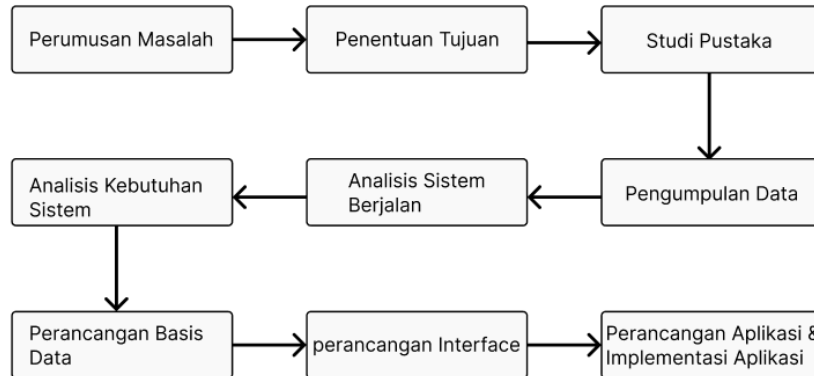 Perumusan Masalah
Penentuan Tujuan
Studi Pustaka
Pengumpulan Data
Analisis Sistem
Berjalan
Analisis Kebutuhan
Sistem
Perancangan Basis
Data
perancangan Interface
Perancangan Aplikasi &
Implementasi Aplikasi